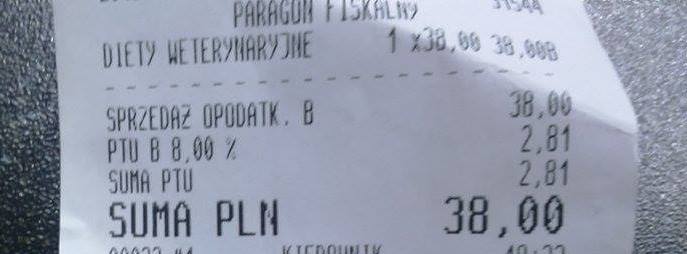 PARAGON FISKALNY 31544
DIETY WETERYNARYJNE 1 x38,00 38,00B
SPRZEDAŻ OPODATK. B 38,00
PTU B 8,00 % 2,81
SUMA PTU 2,81
SUMA PLN 38,00
KIEROWNIK